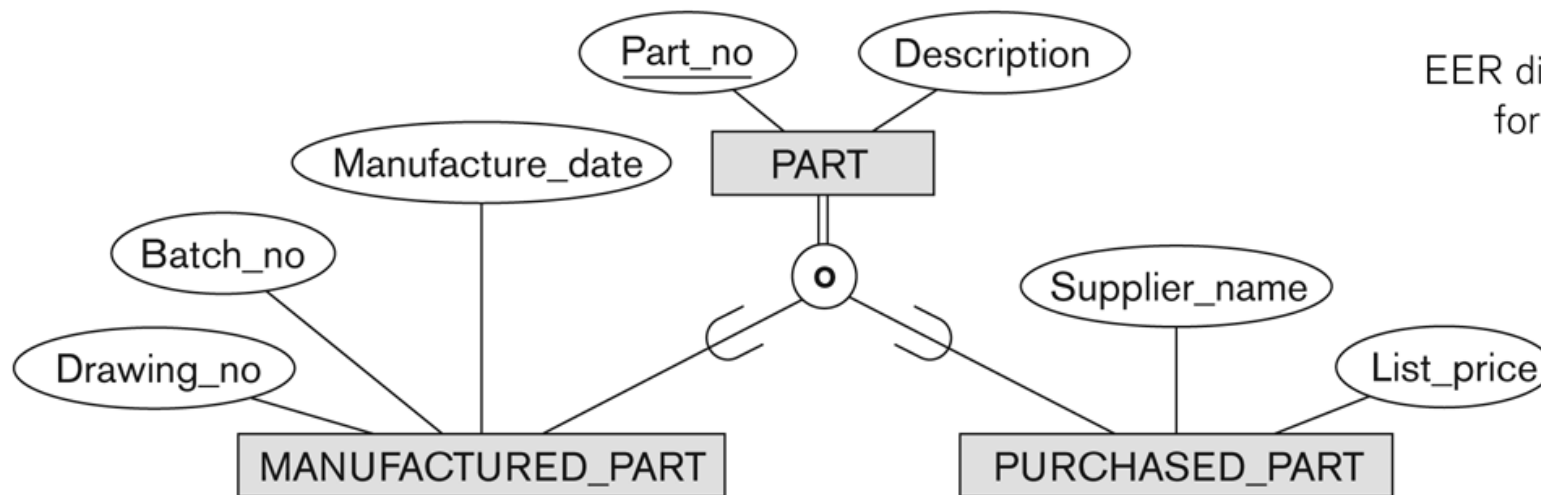 Part_no
Description
EER di
for
Manufacture_date
PART
Batch_no
o
Supplier_name
Drawing_no
List_price
MANUFACTURED_PART
PURCHASED_PART